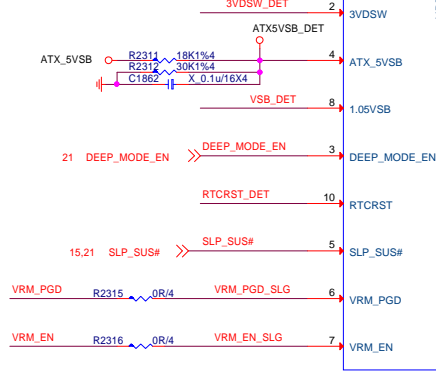 3VDSW_DET 2 3VDSW
ATX5VSB_DET
ATX_5VSB R2311 18K1%4 4 ATX_5VSB
R2312 30K1%4
C1862 X_0.1u/16X4
VSB_DET 8 1.05VSB
21 DEEP_MODE_EN DEEP_MODE_EN 3 DEEP_MODE_EN
RTCRST_DET 10 RTCRST
15,21 SLP_SUS# SLP_SUS# 5 SLP_SUS#
VRM_PGD R2315 0R/4 VRM_PGD_SLG 6 VRM_PGD
VRM_EN R2316 0R/4 VRM_EN_SLG 7 VRM_EN